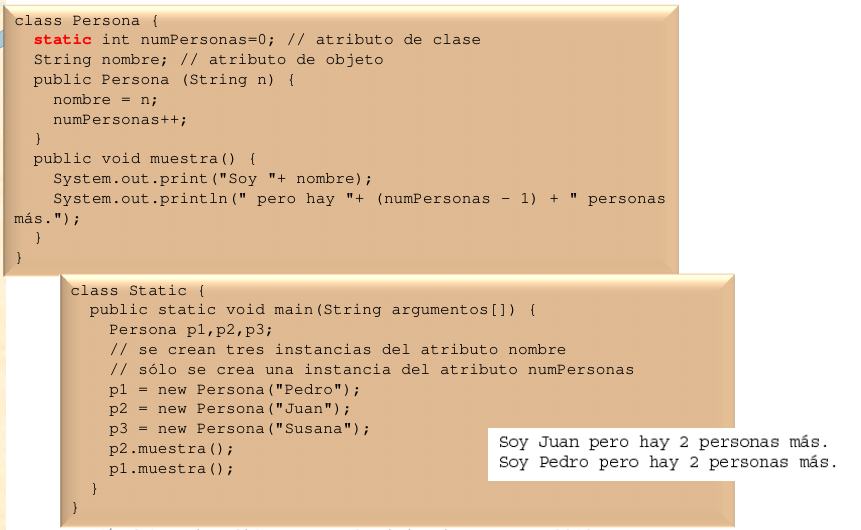 class Persona {
static int numPersonas=0; // atributo de clase
String nombre; // atributo de objeto
public Persona (String n) {
nombre = n;
numPersonas++;
}
public void muestra() {
System.out.print("Soy "+ nombre);
System.out.println(" pero hay "+ (numPersonas – 1) + " personas
más.");
}
}
class Static {
public static void main(String argumentos[]) {
Persona p1,p2,p3;
// se crean tres instancias del atributo nombre
// sólo se crea una instancia del atributo numPersonas
p1 = new Persona("Pedro");
p2 = new Persona("Juan");
p3 = new Persona("Susana");
p2.muestra();
p1.muestra();
}
}
Soy Juan pero hay 2 personas más.
Soy Pedro pero hay 2 personas más.